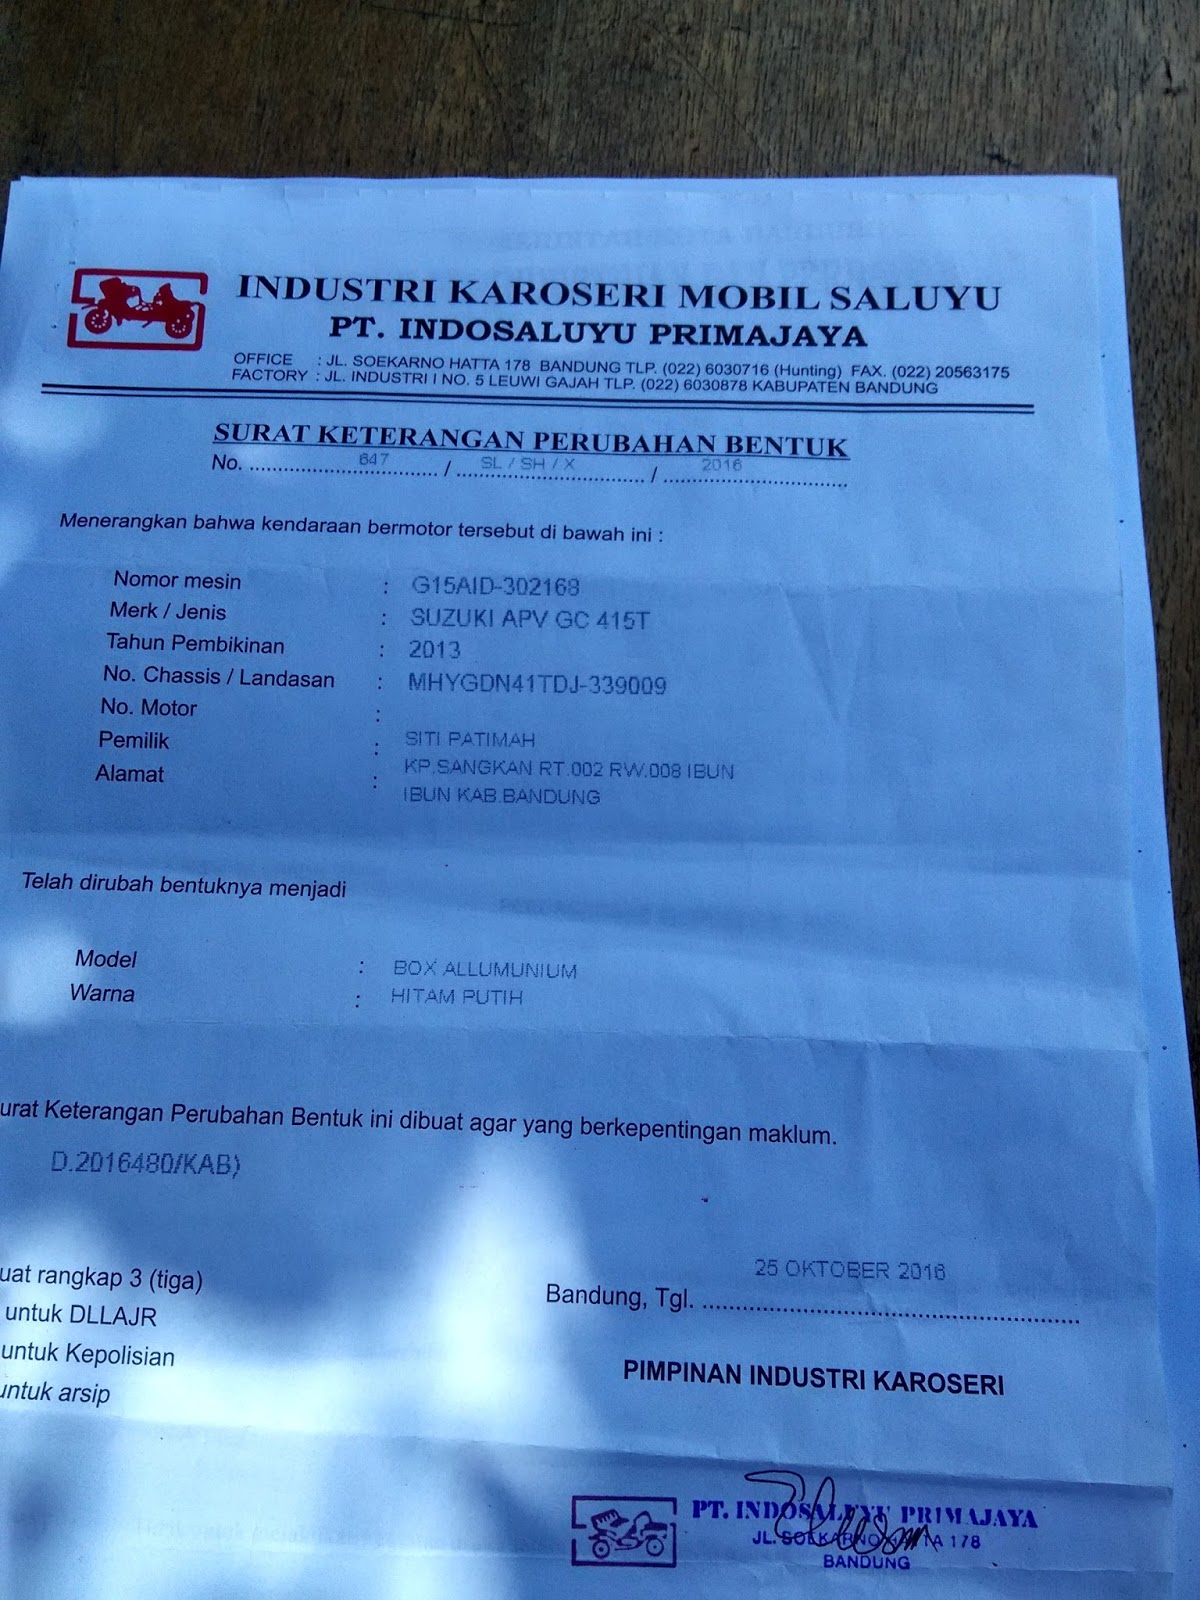 INDUSTRI KAROSERI MOBIL SALUYU
PT. INDOSALUYU PRIMAJAYA
OFFICE : JL. SOEKARNO HATTA 178 BANDUNG TLP. (022) 6030716 (Hunting) FAX. (022) 20563175
FACTORY : JL. INDUSTRI I NO. 5 LEUWI GAJAH TLP. (022) 6030878 KABUPATEN BANDUNG
SURAT KETERANGAN PERUBAHAN BENTUK
No. 647 / SL / SH / X / 2016
Menerangkan bahwa kendaraan bermotor tersebut di bawah ini :
Nomor mesin : G15AID-302168
Merk / Jenis : SUZUKI APV GC 415T
Tahun Pembikinan : 2013
No. Chassis / Landasan : MHYGDN41TDJ-339009
No. Motor :
Pemilik : SITI PATIMAH
Alamat : KP.SANGKAN RT.002 RW.008 IBUN
IBUN KAB.BANDUNG
Telah dirubah bentuknya menjadi
Model : BOX ALLUMUNIUM
Warna : HITAM PUTIH
urat Keterangan Perubahan Bentuk ini dibuat agar yang berkepentingan maklum.
D.2016480/KAB)
uat rangkap 3 (tiga)
untuk DLLAJR
untuk Kepolisian
untuk arsip
25 OKTOBER 2016
Bandung, Tgl. ....................
PIMPINAN INDUSTRI KAROSERI
PT. INDOSALUYU PRIMAJAYA
JL. SOEKARNO HATTA 178
BANDUNG